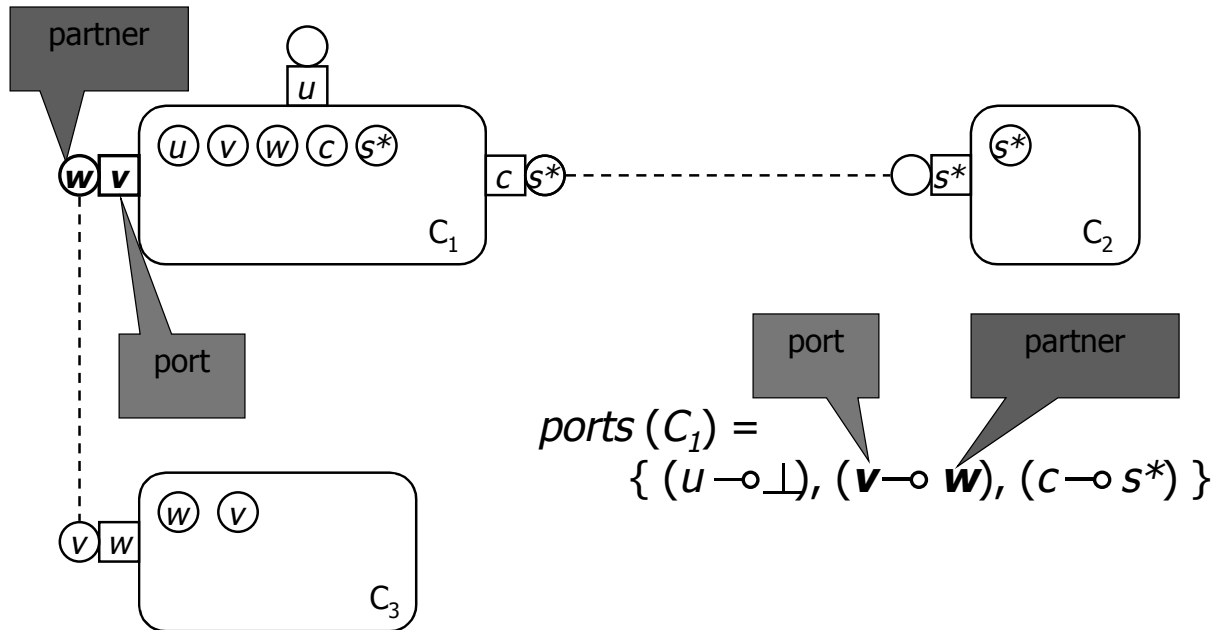 partner
u
u v w c s*
w v
c s*
s*
s*
C1
C2
port
port
partner
ports (C1) =
{ (u ⊸ ⊥), (v ⊸ w), (c ⊸ s*) }
w v
v w
C3